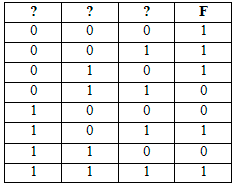 ? ? ? F
0 0 0 1
0 0 1 1
0 1 0 1
0 1 1 0
1 0 0 0
1 0 1 1
1 1 0 0
1 1 1 1